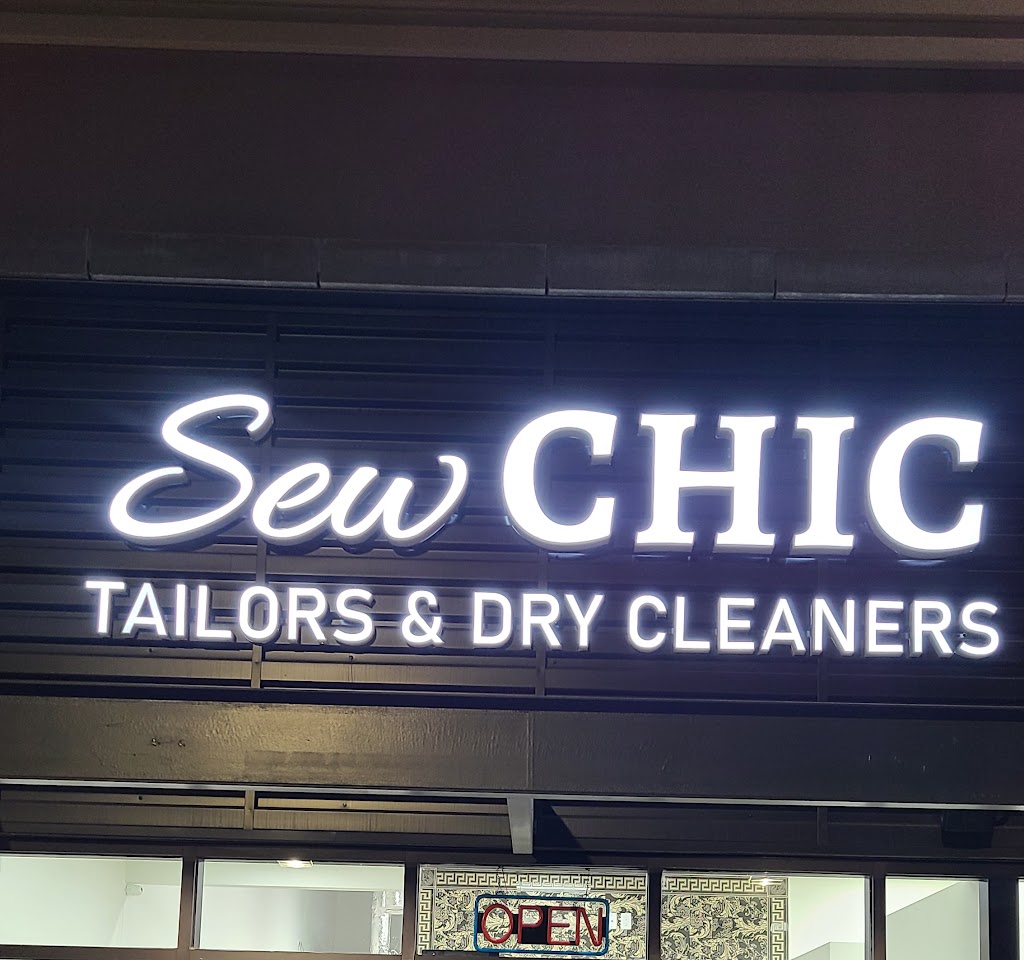 Sew CHIC
TAILORS & DRY CLEANERS
OPEN